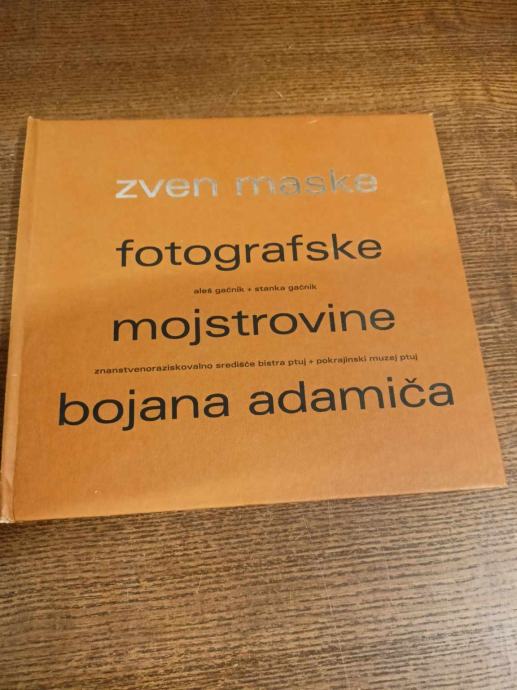 zven maske
fotografske
aleš gačnik + stanka gačnik
mojstrovine
znanstvenoraziskovalno središče bistra ptuj + pokrajinski muzej ptuj
bojana adamiča